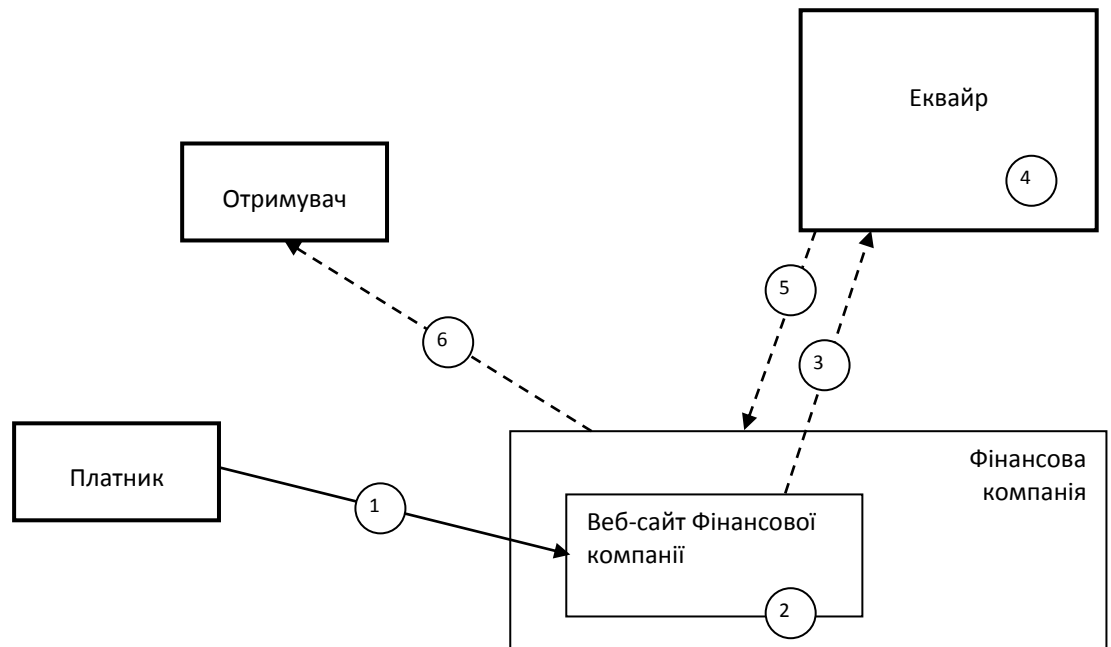 Еквайр
4
Отримувач
5
6
3
Фінансова
компанія
Платник
1
Веб-сайт Фінансової
компанії
2